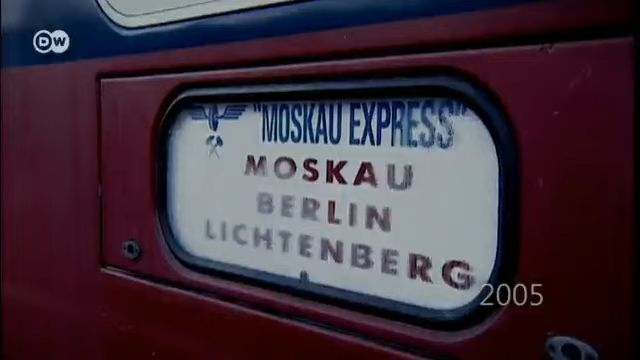 DW
"MOSKAU EXPRESS"
MOSKAU
BERLIN
LICHTENBERG
2005